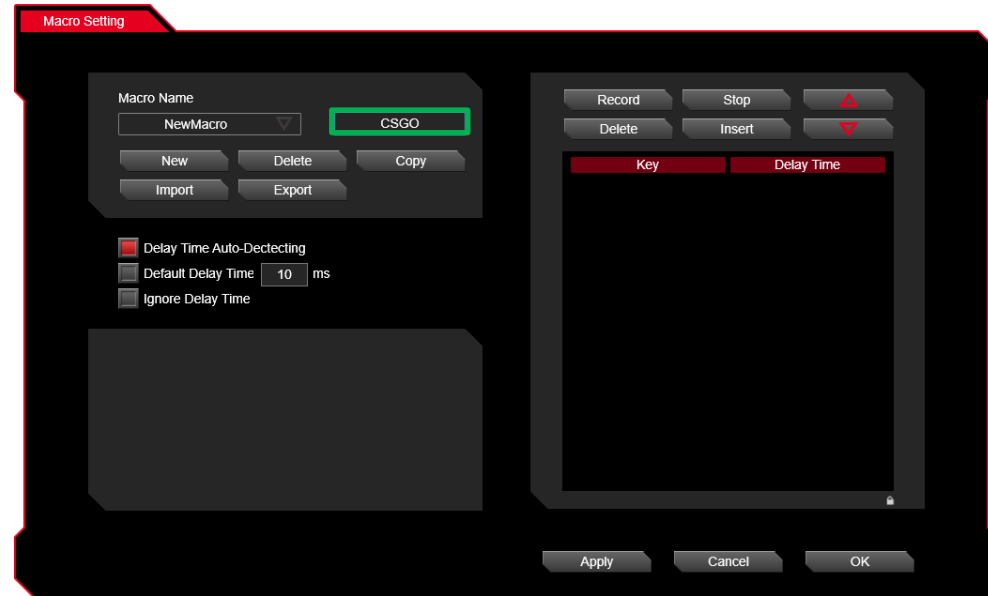 Macro Setting
Macro Name
NewMacro
CSGO
New Delete Copy
Import Export
Delay Time Auto-Dectecting
Default Delay Time 10 ms
Ignore Delay Time
Record Stop
Delete Insert
Key Delay Time
Apply Cancel OK